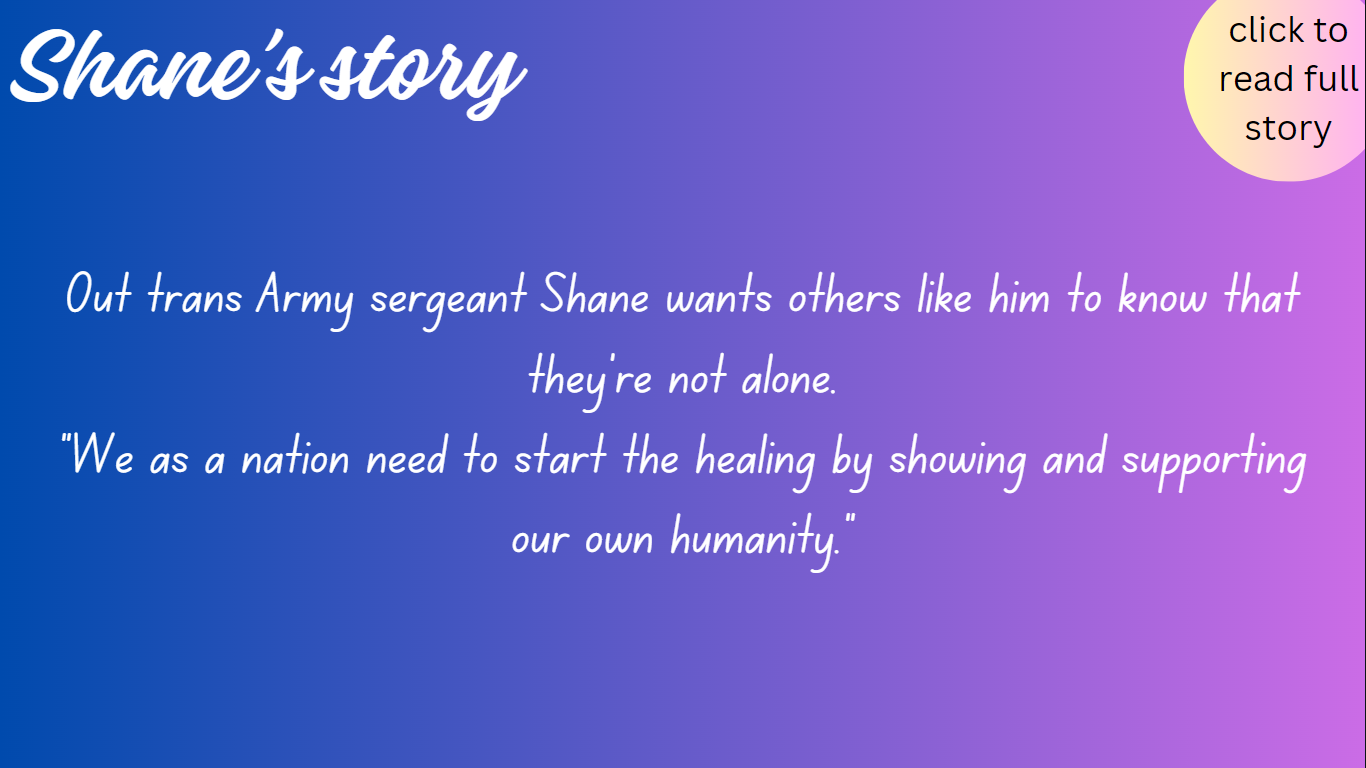 Shane's story
click to
read full
story
Out trans Army sergeant Shane wants others like him to know that
they're not alone.
"We as a nation need to start the healing by showing and supporting
our own humanity."